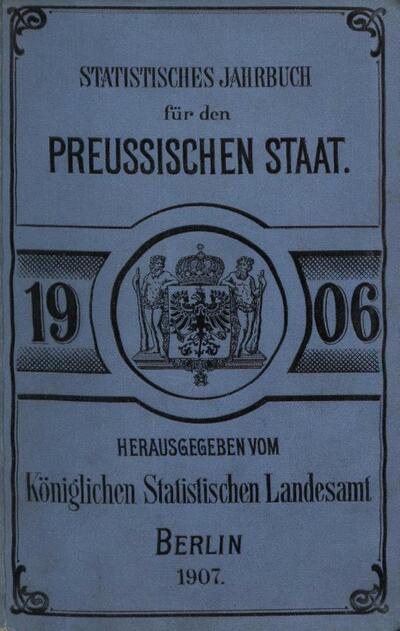 STATISTISCHES JAHRBUCH
für den
PREUSSISCHEN STAAT.
19 06
HERAUSGEGEBEN VOM
Königlichen Statistischen Landesamt
BERLIN
1907.